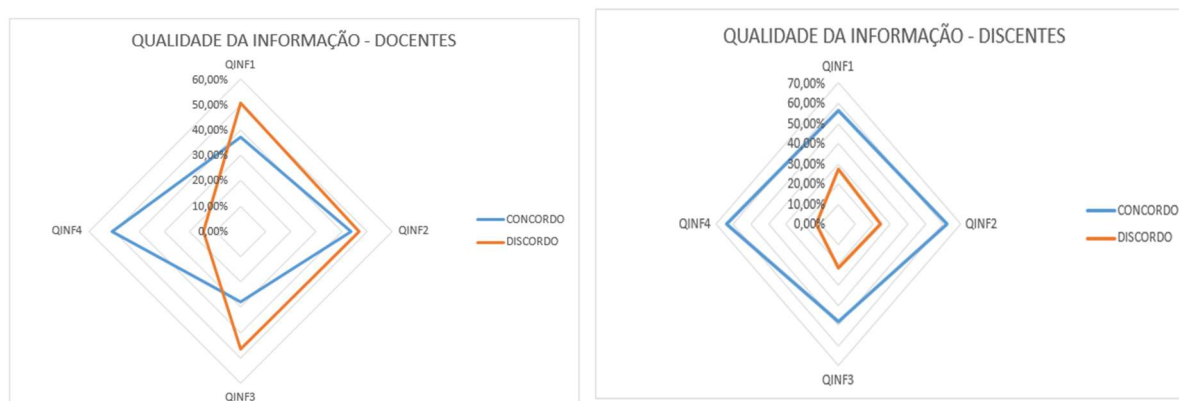 QUALIDADE DA INFORMAÇÃO - DOCENTES
QINF1
60,00%
50,00%
40,00%
30,00%
20,00%
10,00%
0,00%
QINF4
QINF2
QINF3
CONCORDO
DISCORDO
QUALIDADE DA INFORMAÇÃO - DISCENTES
QINF1
70,00%
60,00%
50,00%
40,00%
30,00%
20,00%
10,00%
0,00%
QINF4
QINF2
QINF3
CONCORDO
DISCORDO